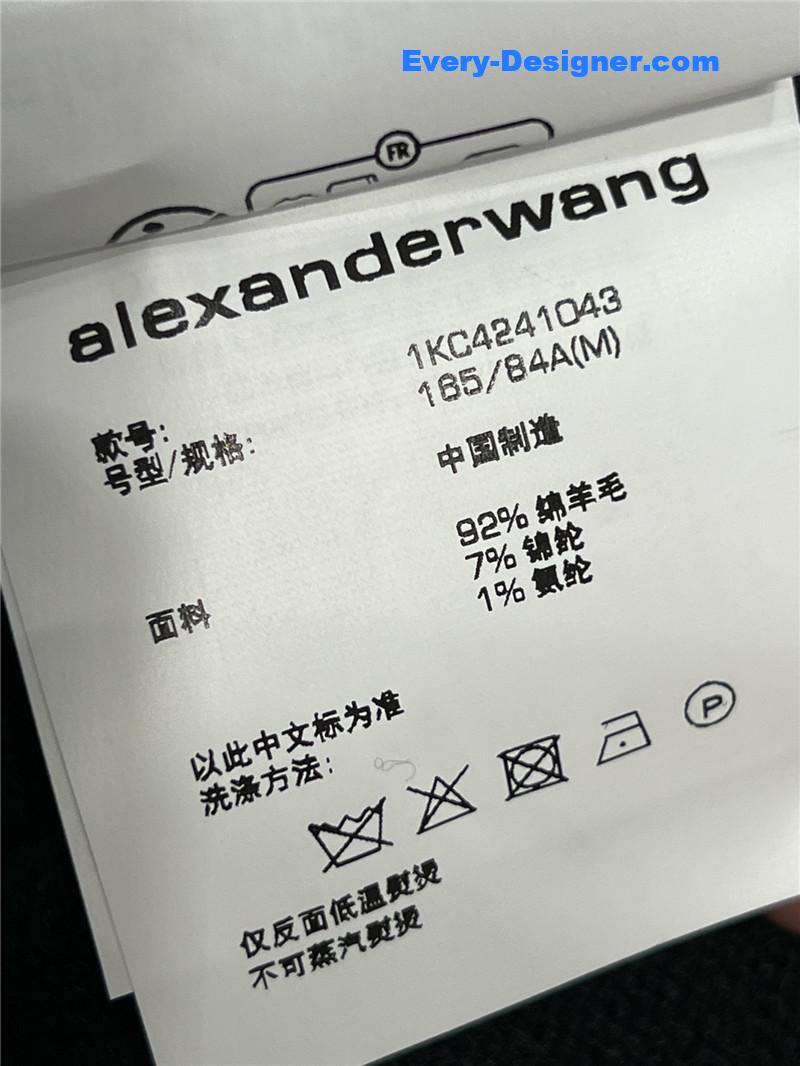 Every-Designer.com
FR
alexanderwang
款号: 1KC4241043
号型/规格: 165/84A(M)
中国制造
92% 绵羊毛
7% 锦纶
1% 氨纶
面料
以此中文标为准
洗涤方法:
P
仅反面低温熨烫
不可蒸汽熨烫